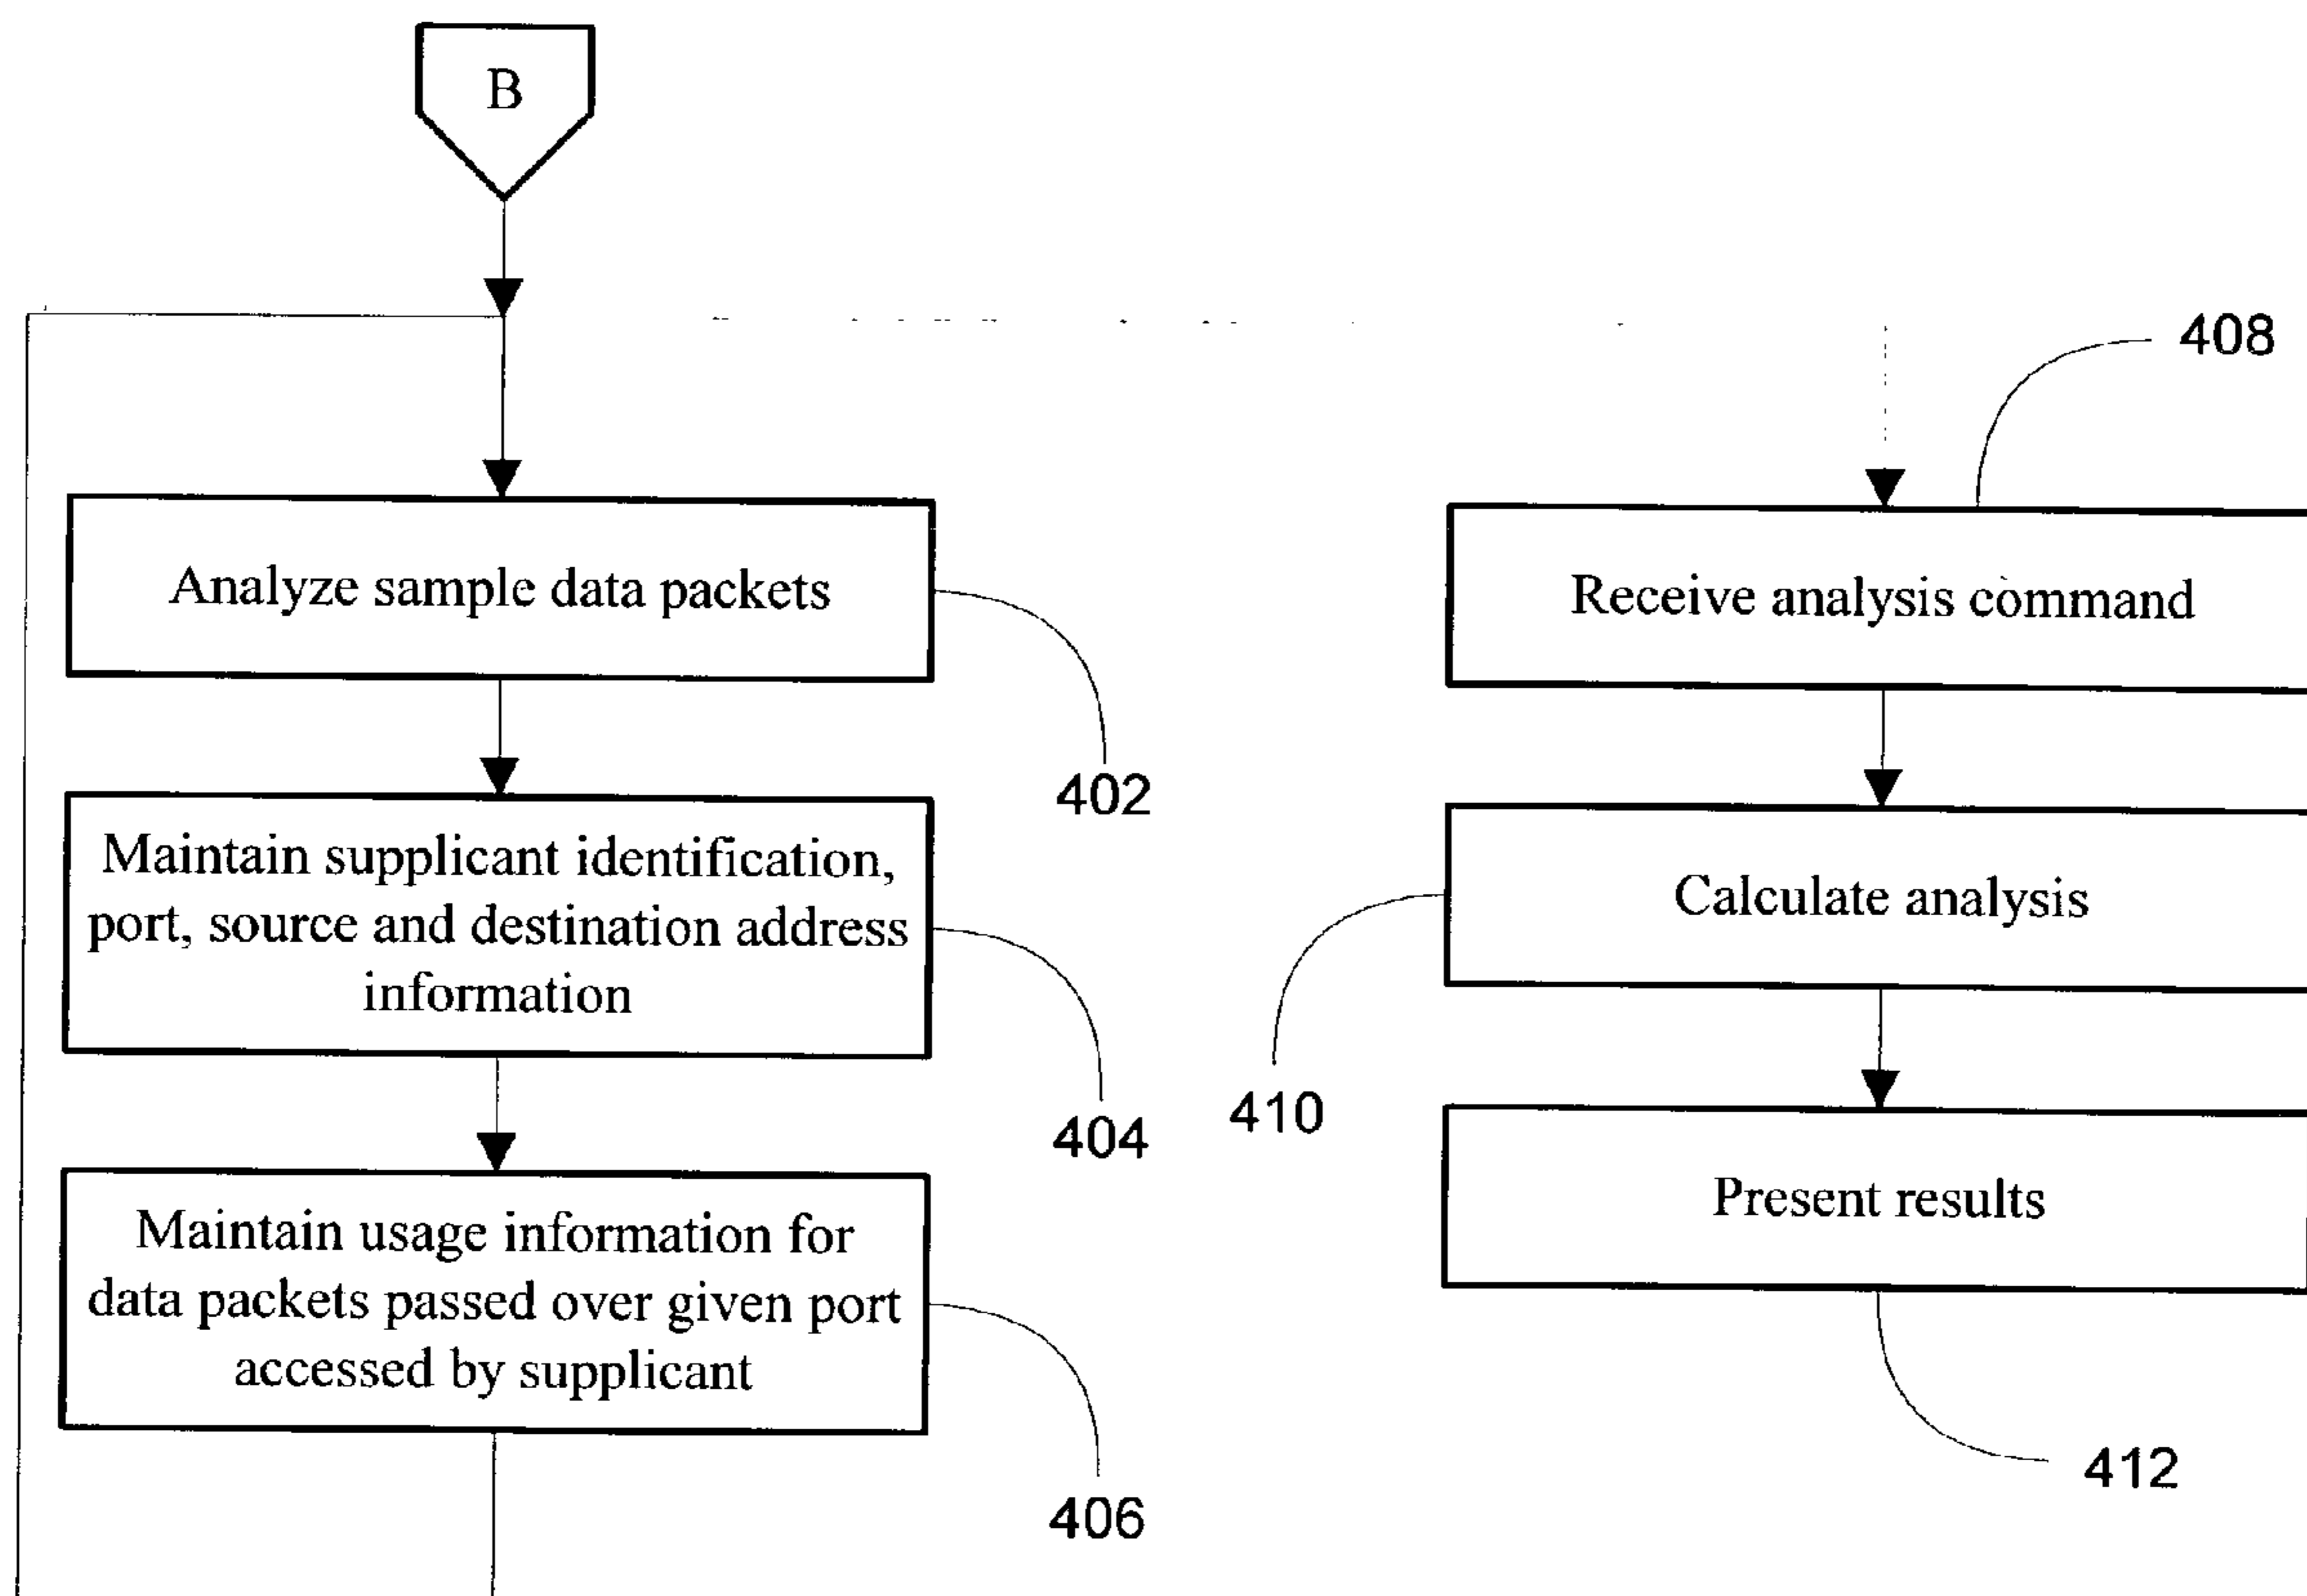 B
408
Analyze sample data packets
Receive analysis command
402
Maintain supplicant identification,
port, source and destination address
information
Calculate analysis
404
410
Maintain usage information for
data packets passed over given port
accessed by supplicant
Present results
406
412